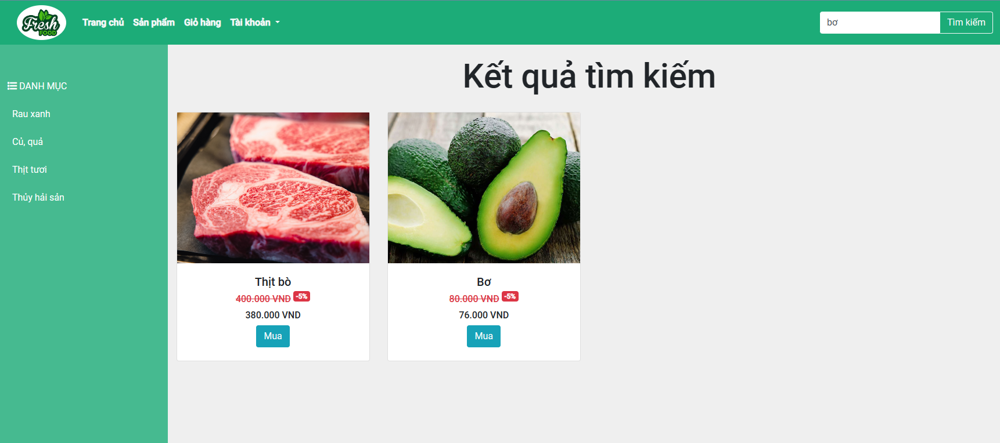 Fresh
FOOD
Trang chủ Sản phẩm Giỏ hàng Tài khoản
bơ Tìm kiếm
DANH MỤC
Rau xanh
Củ, quả
Thịt tươi
Thủy hải sản
Kết quả tìm kiếm
Thịt bò
400.000 VND -5%
380.000 VND
Mua
Bơ
80.000 VND -5%
76.000 VND
Mua